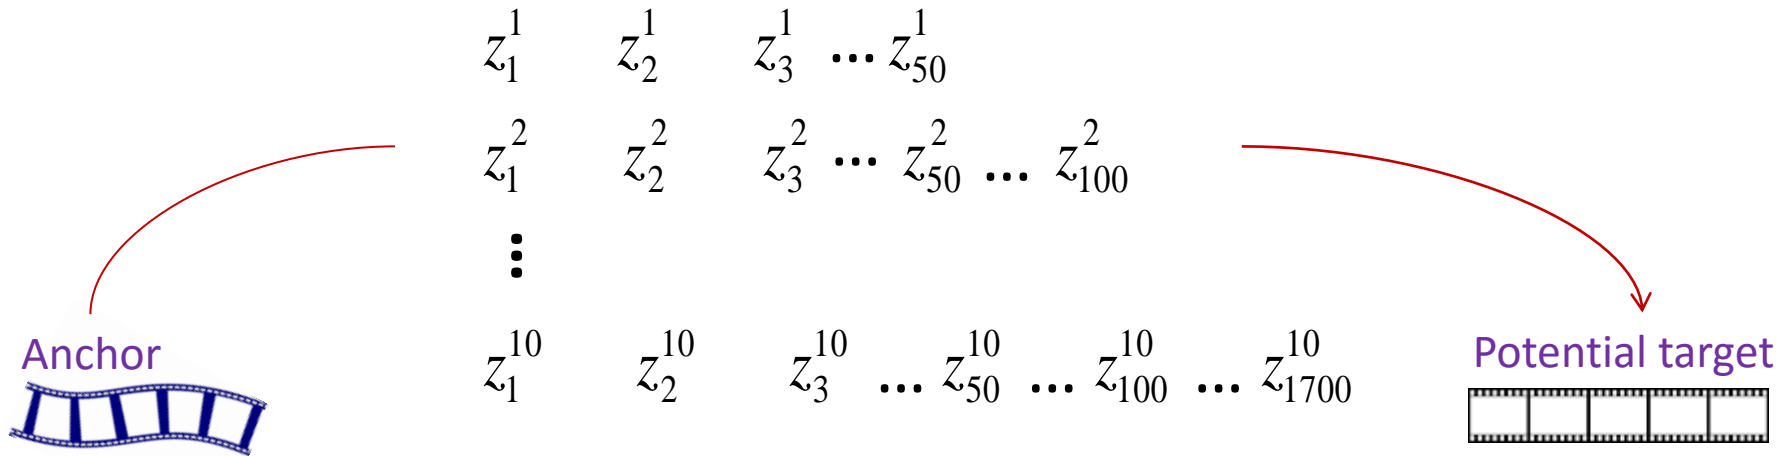 z_1^1 z_2^1 z_3^1 ... z_50^1
z_1^2 z_2^2 z_3^2 ... z_50^2 ... z_100^2
⋮
Anchor
z_1^10 z_2^10 z_3^10 ... z_50^10 ... z_100^10 ... z_1700^10
Potential target